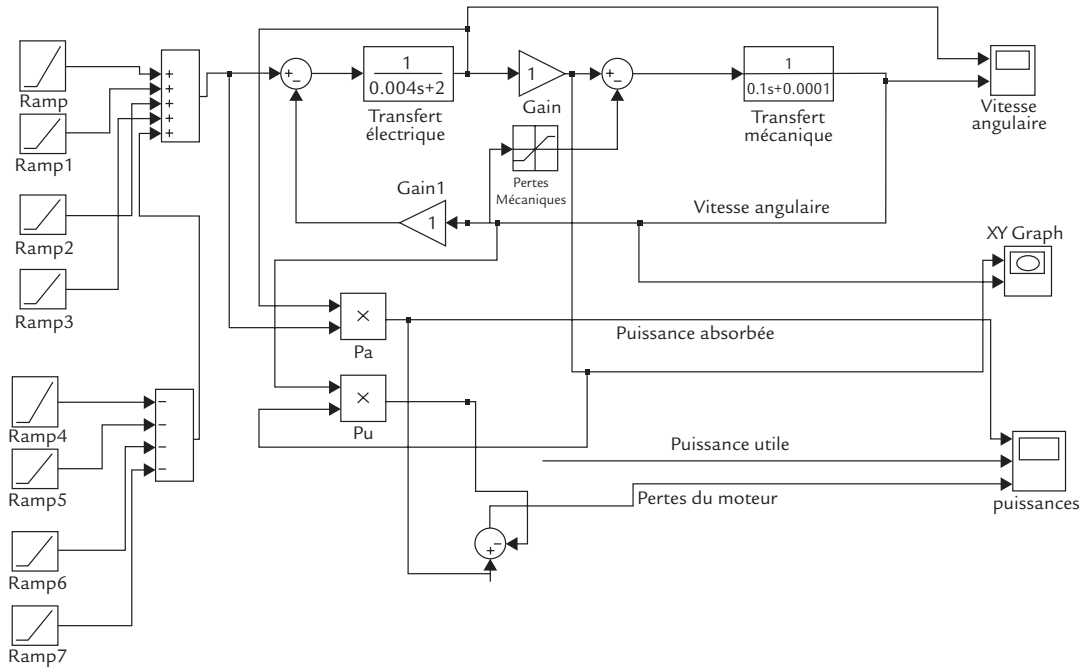 Ramp
Ramp1
Ramp2
Ramp3
Ramp4
Ramp5
Ramp6
Ramp7
+
+
+
+
+
−
−
−
−
+
−
1
0.004s+2
Transfert
électrique
1
Gain
+
−
1
0.1s+0.0001
Transfert
mécanique
Vitesse
angulaire
Pertes
Mécaniques
Gain1
1
Vitesse angulaire
XY Graph
×
Pa
Puissance absorbée
×
Pu
Puissance utile
Pertes du moteur
puissances
−
+